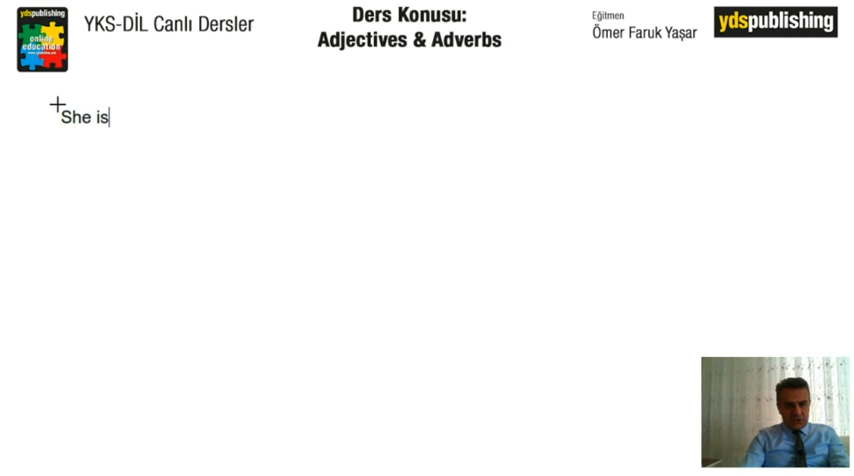 ydspublishing
online
education
YKS-DİL Canlı Dersler
Ders Konusu:
Adjectives & Adverbs
Eğitmen
Ömer Faruk Yaşar
ydspublishing
She is